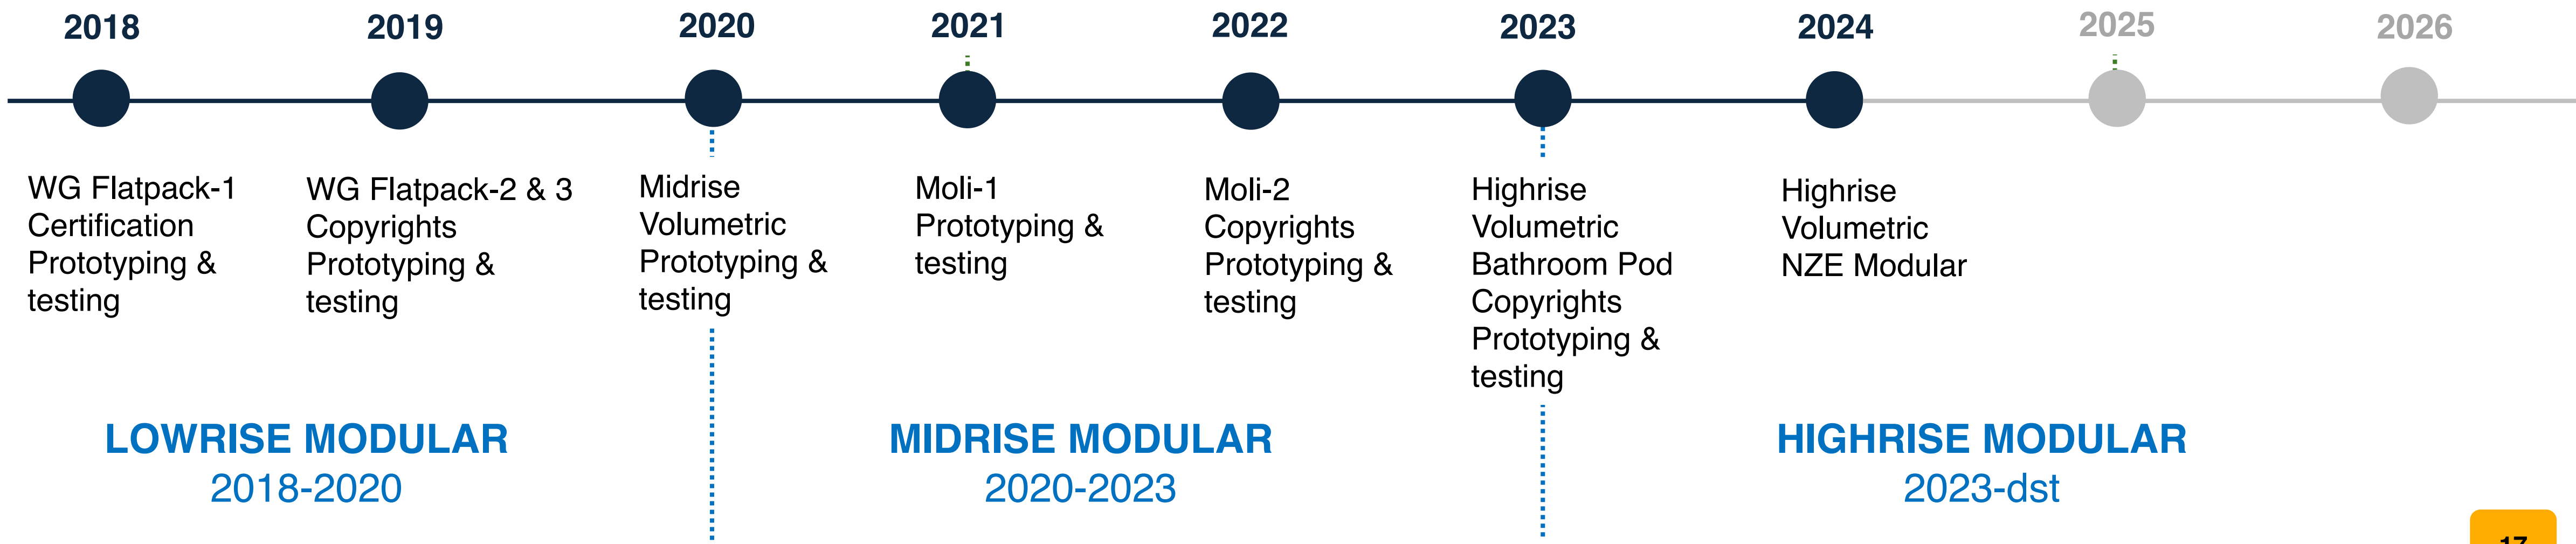 2018
2019
2020
2021
2022
2023
2024
2025
2026
WG Flatpack-1
Certification
Prototyping &
testing
WG Flatpack-2 & 3
Copyrights
Prototyping &
testing
Midrise
Volumetric
Prototyping &
testing
Moli-1
Prototyping &
testing
Moli-2
Copyrights
Prototyping &
testing
Highrise
Volumetric
Bathroom Pod
Copyrights
Prototyping &
testing
Highrise
Volumetric
NZE Modular
LOWRISE MODULAR
2018-2020
MIDRISE MODULAR
2020-2023
HIGHRISE MODULAR
2023-dst
17